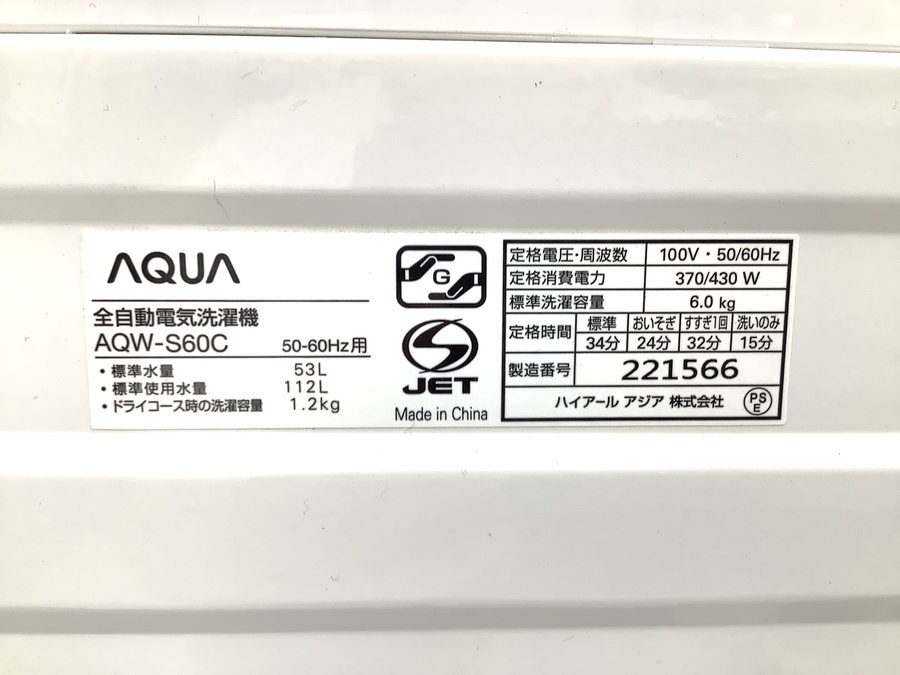 AQUA
全自動電気洗濯機
AQW-S60C 50-60Hz用
・標準水量 53L
・標準使用水量 112L
・ドライコース時の洗濯容量 1.2kg
G
S
JET
Made in China
定格電圧・周波数 100V・50/60Hz
定格消費電力 370/430 W
標準洗濯容量 6.0 kg
定格時間 標準 おいそぎ すすぎ1回 洗いのみ
34分 24分 32分 15分
製造番号 221566
ハイアール アジア 株式会社
PS
E